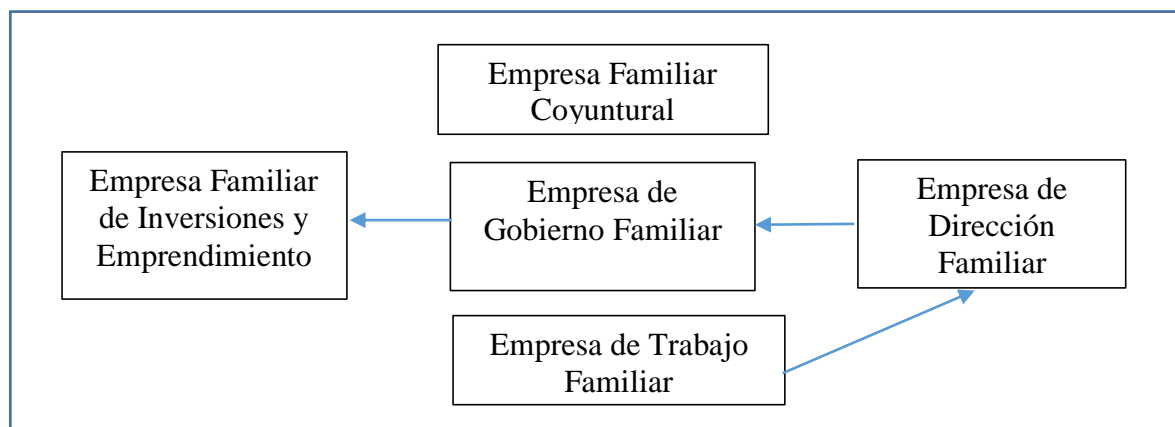 Empresa Familiar
Coyuntural
Empresa Familiar
de Inversiones y
Emprendimiento
Empresa de
Gobierno Familiar
Empresa de
Dirección
Familiar
Empresa de Trabajo
Familiar